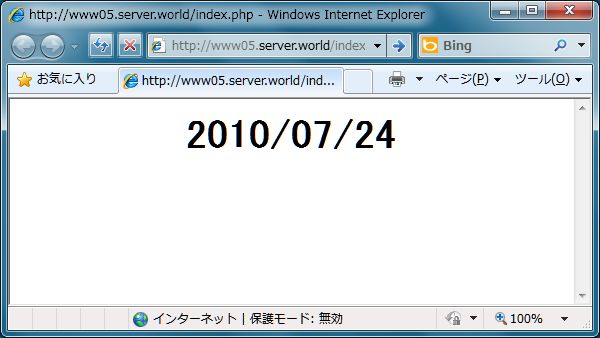 http://www05.server.world/index.php - Windows Internet Explorer
http://www05.server.world/index
Bing
お気に入り
http://www05.server.world/ind...
ページ(P)
ツール(O)
2010/07/24
インターネット | 保護モード: 無効
100%